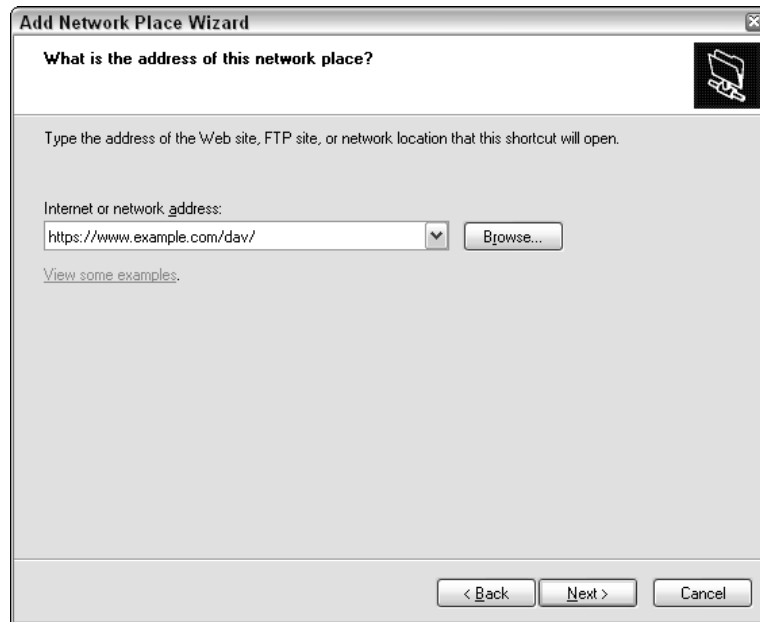 Add Network Place Wizard
What is the address of this network place?
Type the address of the Web site, FTP site, or network location that this shortcut will open.
Internet or network address:
https://www.example.com/dav/
Browse...
View some examples.
< Back
Next >
Cancel